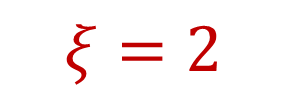 ξ = 2